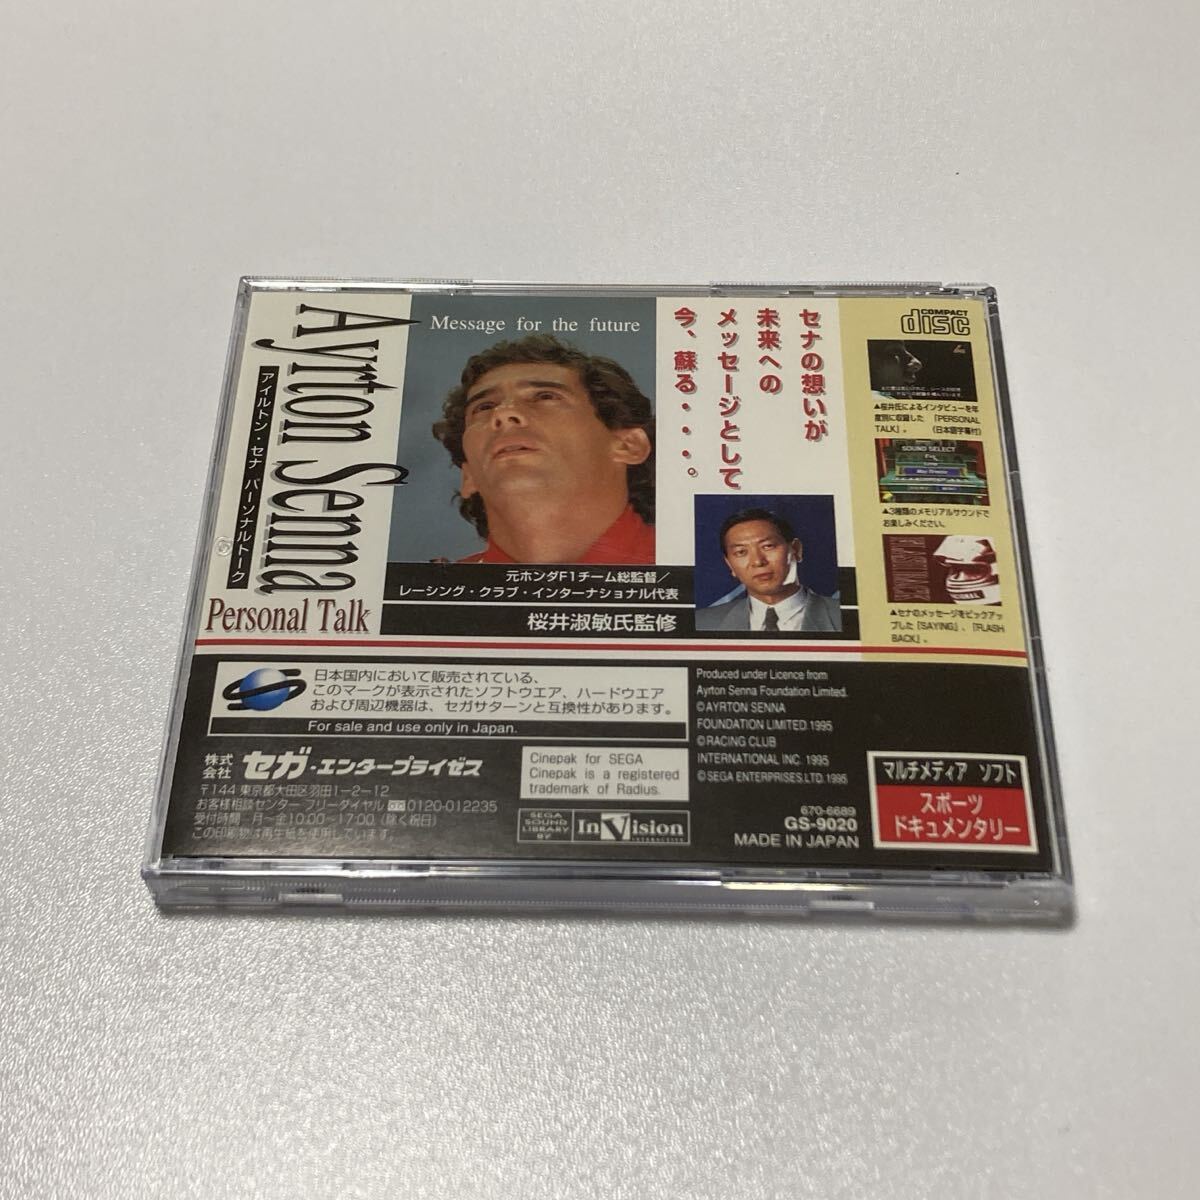 Ayrton Senna
アイルトン・セナ パーソナルトーク
Personal Talk
Message for the future
セナの想いが
未来への
メッセージとして
今、蘇る・・・・。
元ホンダF1チーム総監督／
レーシング・クラブ・インターナショナル代表
桜井淑敏氏監修
COMPACT
disc
▲桜井氏によるインタビューを年
度別に収録した「PERSONAL
TALK」。 (日本語字幕付)
SOUND SELECT
▲3種類のメモリアルサウンドで
お楽しみください。
▲セナのメッセージをピックアッ
プした「SAYING」、「FLASH
BACK」。
日本国内において販売されている、
このマークが表示されたソフトウエア、ハードウエア
および周辺機器は、セガサターンと互換性があります。
For sale and use only in Japan.
株式会社 セガ・エンタープライゼス
〒144 東京都大田区羽田1-2-12
お客様相談センター フリーダイヤル 0120-012235
受付時間 月～金10:00～17:00 (除く祝日)
この印刷物は再生紙を使用しています。
Cinepak for SEGA
Cinepak is a registered
trademark of Radius.
SEGA
SOUND
LIBRARY
BY
InVision
INTERACTIVE
Produced under Licence from
Ayrton Senna Foundation Limited.
©AYRTON SENNA
FOUNDATION LIMITED 1995
©RACING CLUB
INTERNATIONAL INC. 1995
©SEGA ENTERPRISES,LTD.1995
670-6689
GS-9020
MADE IN JAPAN
マルチメディア ソフト
スポーツ
ドキュメンタリー